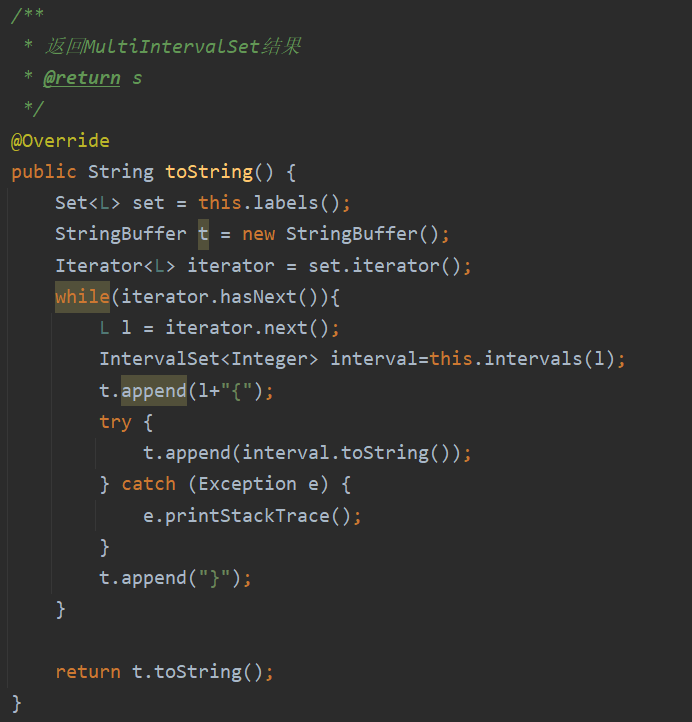 /**
 * 返回MultiIntervalSet结果
 * @return s
 */
@Override
public String toString() {
    Set<L> set = this.labels();
    StringBuffer t = new StringBuffer();
    Iterator<L> iterator = set.iterator();
    while(iterator.hasNext()){
        L l = iterator.next();
        IntervalSet<Integer> interval=this.intervals(l);
        t.append(l+"{");
        try {
            t.append(interval.toString());
        } catch (Exception e) {
            e.printStackTrace();
        }
        t.append("}");
    }

    return t.toString();
}